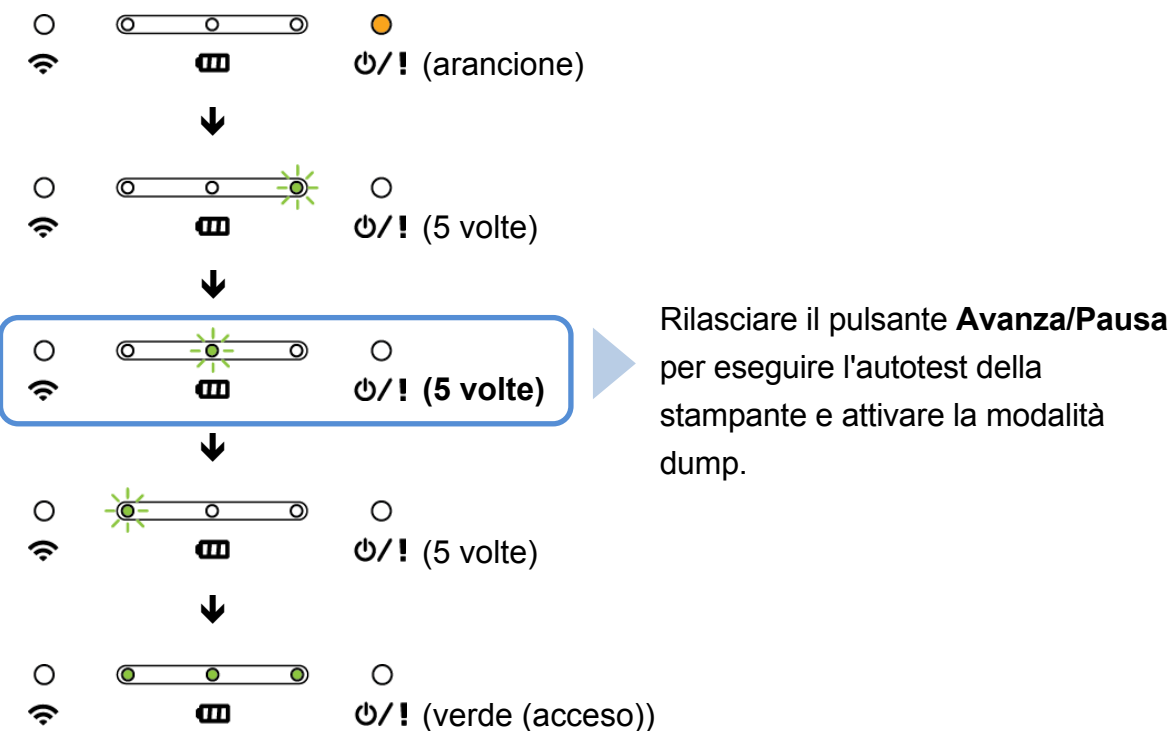 (arancione)
(5 volte)
(5 volte)
Rilasciare il pulsante Avanza/Pausa
per eseguire l'autotest della
stampante e attivare la modalità
dump.
(5 volte)
(verde (acceso))